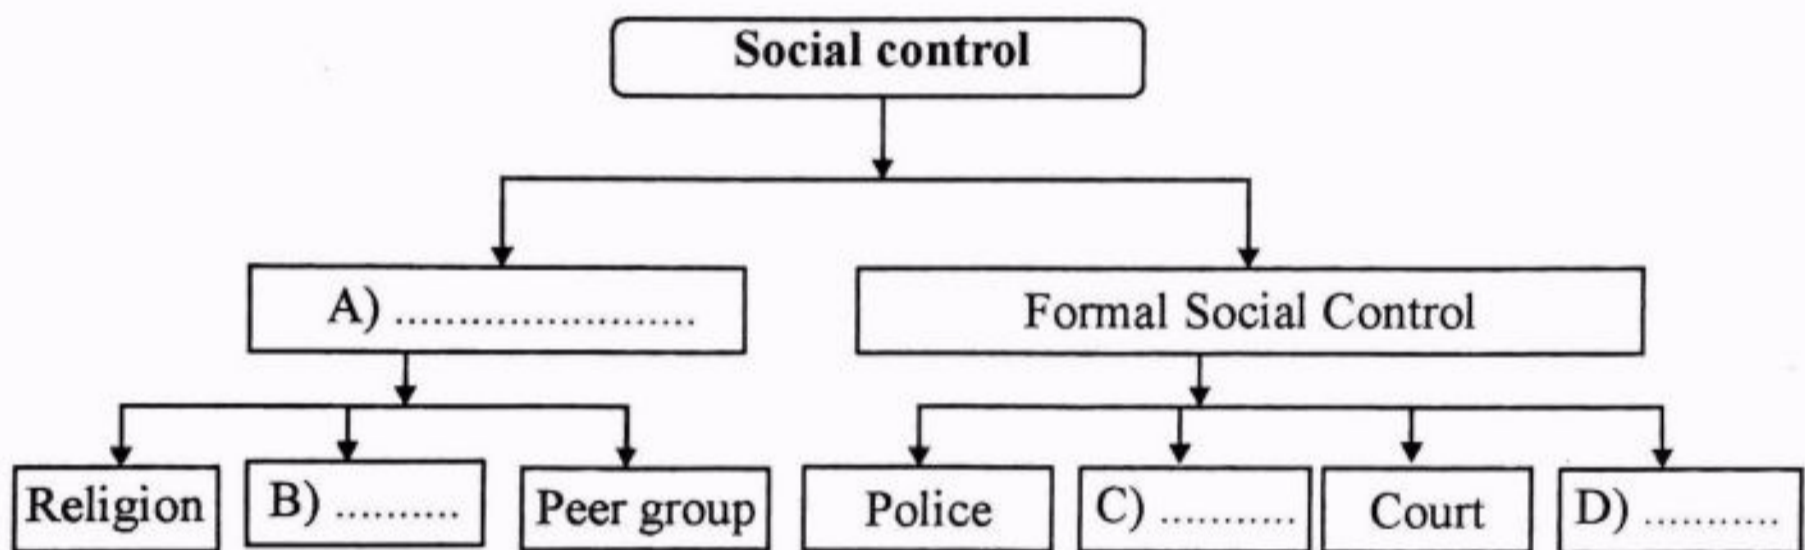 Social control
A) ........................
Formal Social Control
Religion
B) ..........
Peer group
Police
C) ...........
Court
D) ...........